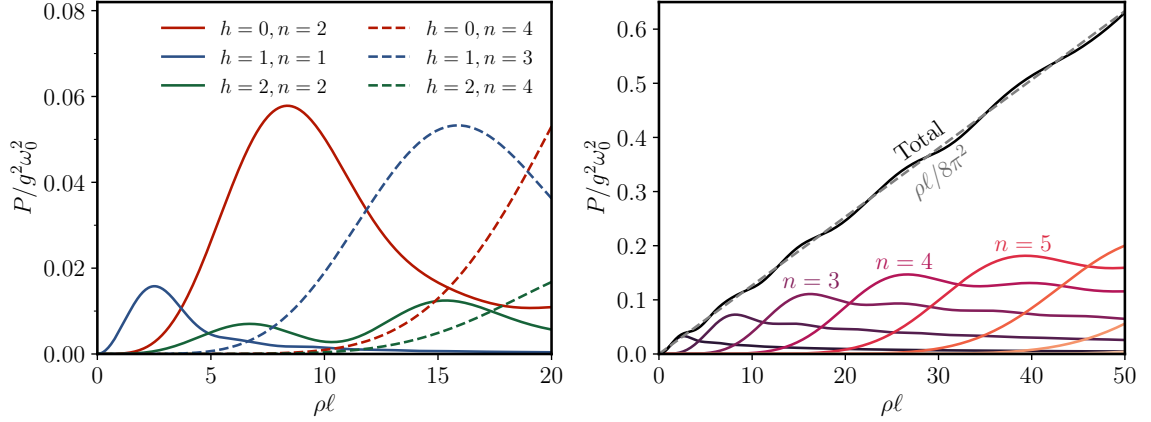 0.08
0.06
0.04
0.02
0.00
P/g²ω₀²
0 5 10 15 20
ρℓ
h = 0, n = 2
h = 1, n = 1
h = 2, n = 2
h = 0, n = 4
h = 1, n = 3
h = 2, n = 4
0.6
0.5
0.4
0.3
0.2
0.1
0.0
P/g²ω₀²
0 10 20 30 40 50
ρℓ
Total
ρℓ/8π²
n = 3
n = 4
n = 5